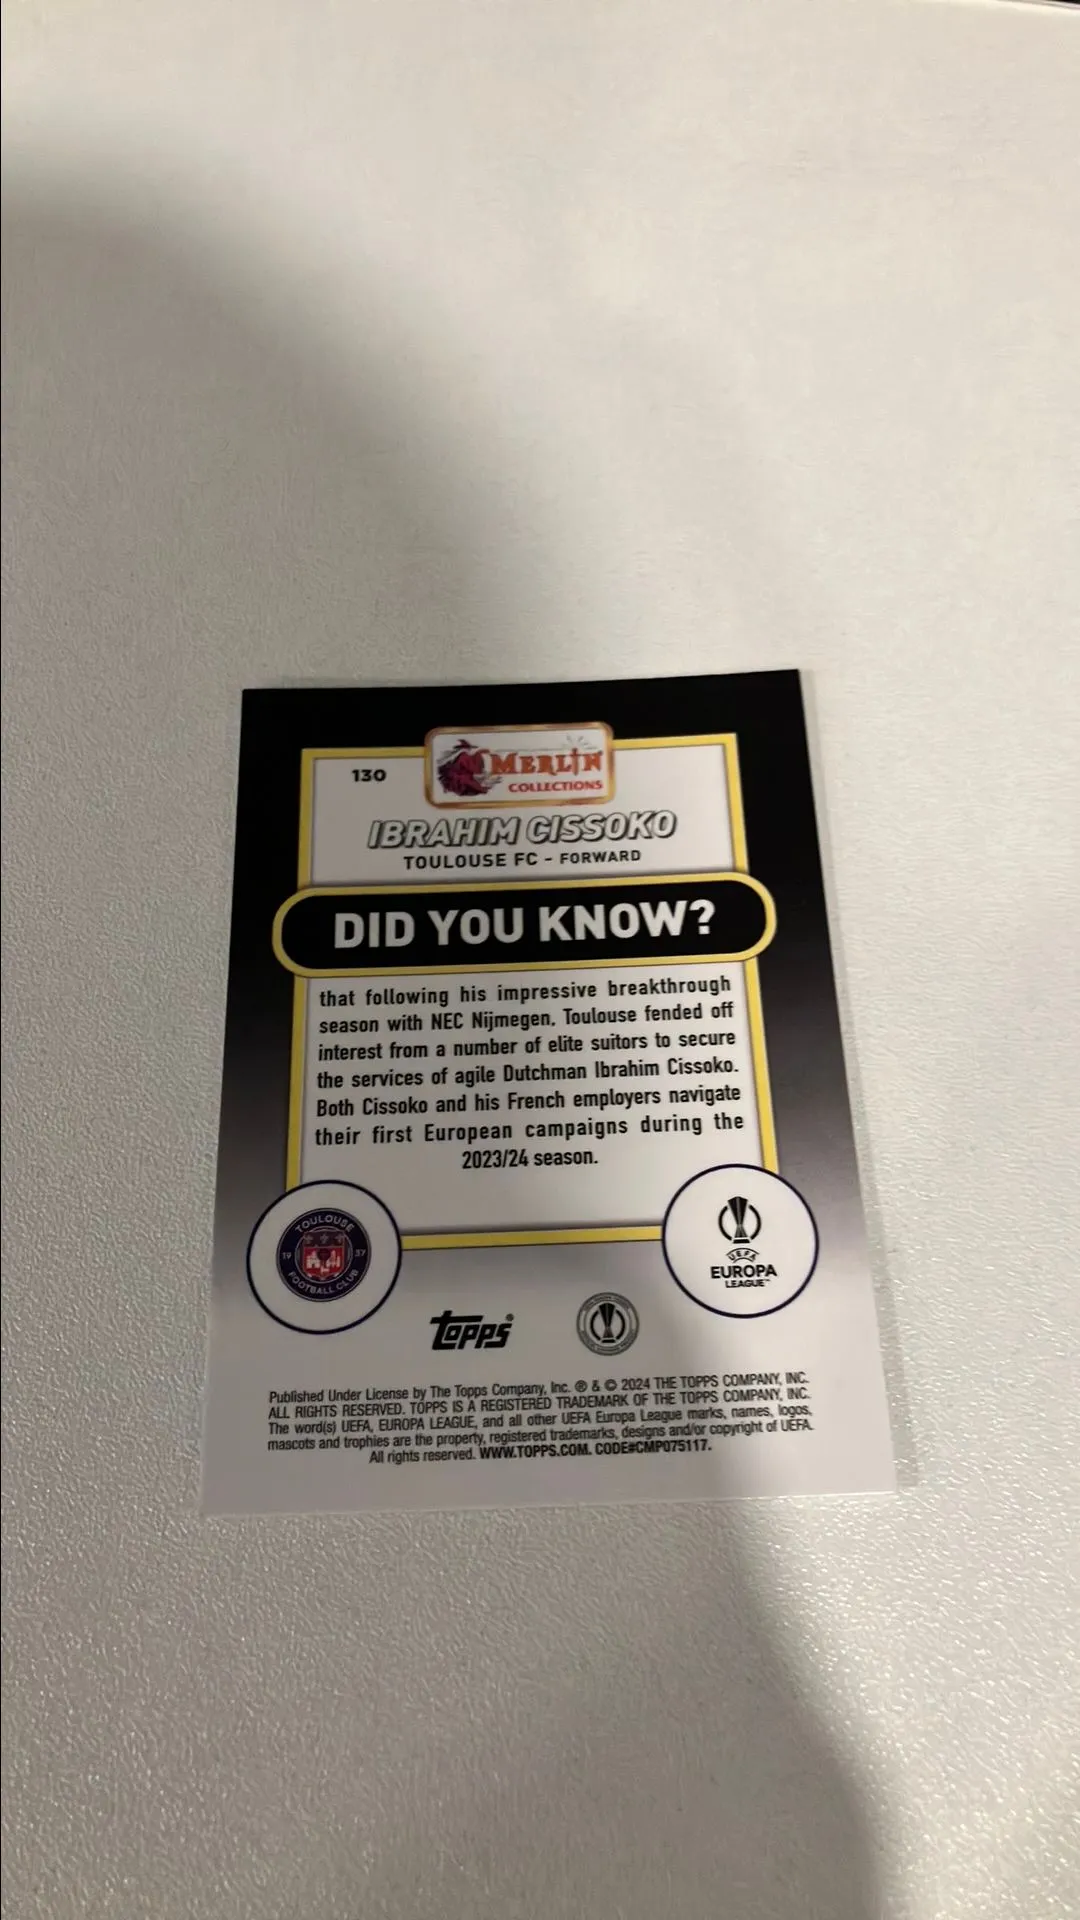 130
MERLIN
COLLECTIONS
IBRAHIM CISSOKO
TOULOUSE FC - FORWARD
DID YOU KNOW?
that following his impressive breakthrough
season with NEC Nijmegen, Toulouse fended off
interest from a number of elite suitors to secure
the services of agile Dutchman Ibrahim Cissoko.
Both Cissoko and his French employers navigate
their first European campaigns during the
2023/24 season.
TOULOUSE
19 37
FOOTBALL CLUB
UEFA
EUROPA
LEAGUE™
Topps®
Published Under License by The Topps Company, Inc. ® & © 2024 THE TOPPS COMPANY, INC.
ALL RIGHTS RESERVED. TOPPS IS A REGISTERED TRADEMARK OF THE TOPPS COMPANY, INC.
The word(s) UEFA, EUROPA LEAGUE, and all other UEFA Europa League marks, names, logos,
mascots and trophies are the property, registered trademarks, designs and/or copyright of UEFA.
All rights reserved. WWW.TOPPS.COM. CODE#CMP075117.